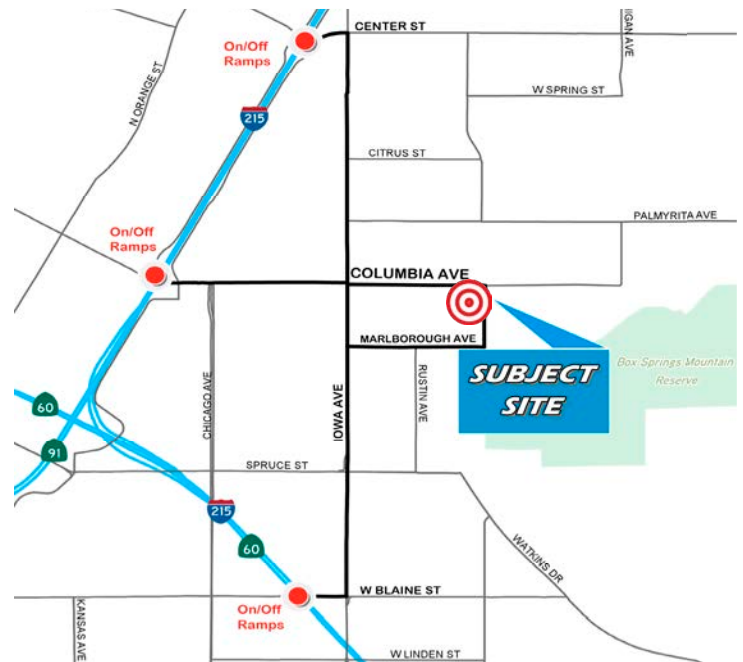 CENTER ST
IGAN AVE
On/Off
Ramps
N ORANGE ST
W SPRING ST
215
CITRUS ST
PALMYRITA AVE
On/Off
Ramps
COLUMBIA AVE
MARLBOROUGH AVE
SUBJECT
SITE
Box Springs Mountain
Reserve
CHICAGO AVE
IOWA AVE
RUSTIN AVE
60
91
SPRUCE ST
215
60
WATKINS DR
KANSAS AVE
On/Off
Ramps
W BLAINE ST
W LINDEN ST